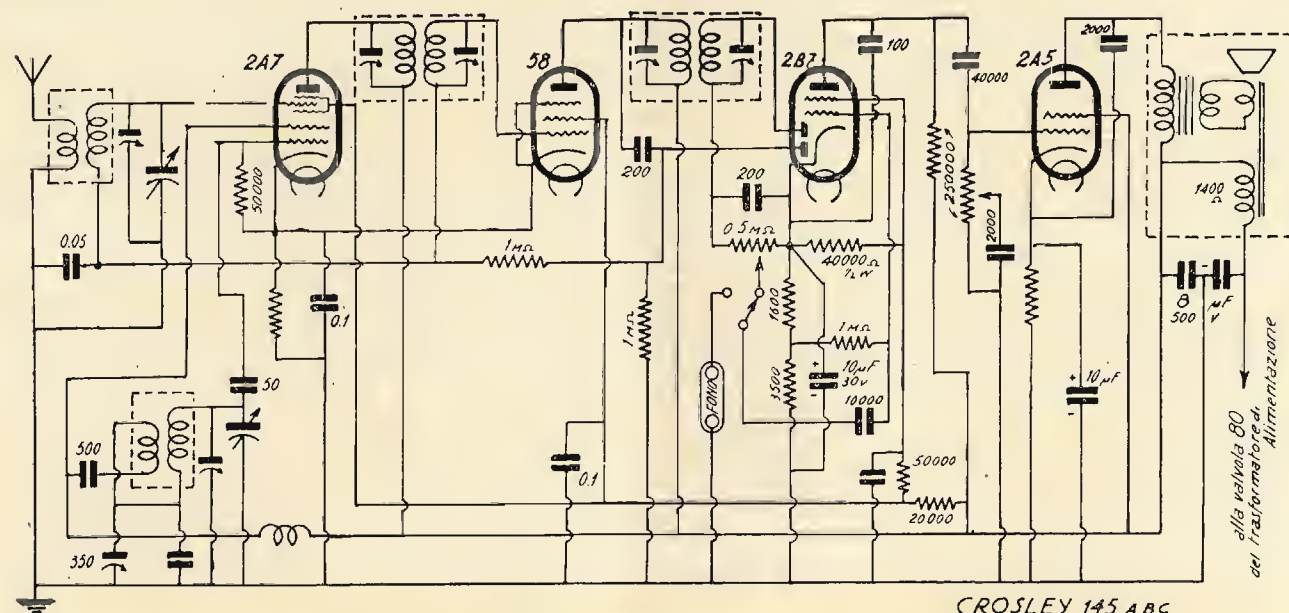 2A7
58
2B7
2A5
2000
100
40000
50000
200
200
250000
2000
1400
Ω
0.05
1 MΩ
0.5 MΩ
40000 Ω
½ W
0.1
1600
1 MΩ
1 MΩ
8
500
µF
V
50
3500
+
10 µF
30 V
-
10000
+
10 µF
-
FONO
500
0.1
50000
20000
350
alla valvola 80
del trasformatore di
Alimentazione
CROSLEY 145 ABC